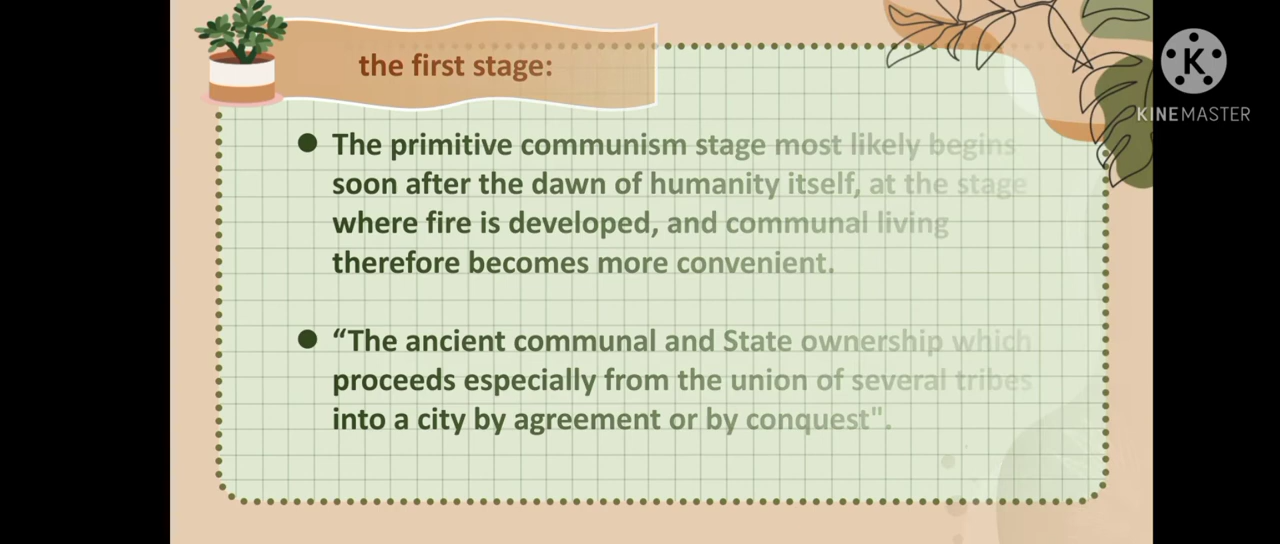 the first stage:
K
KINEMASTER
● The primitive communism stage most likely begins
soon after the dawn of humanity itself, at the stage
where fire is developed, and communal living
therefore becomes more convenient.
● “The ancient communal and State ownership which
proceeds especially from the union of several tribes
into a city by agreement or by conquest".